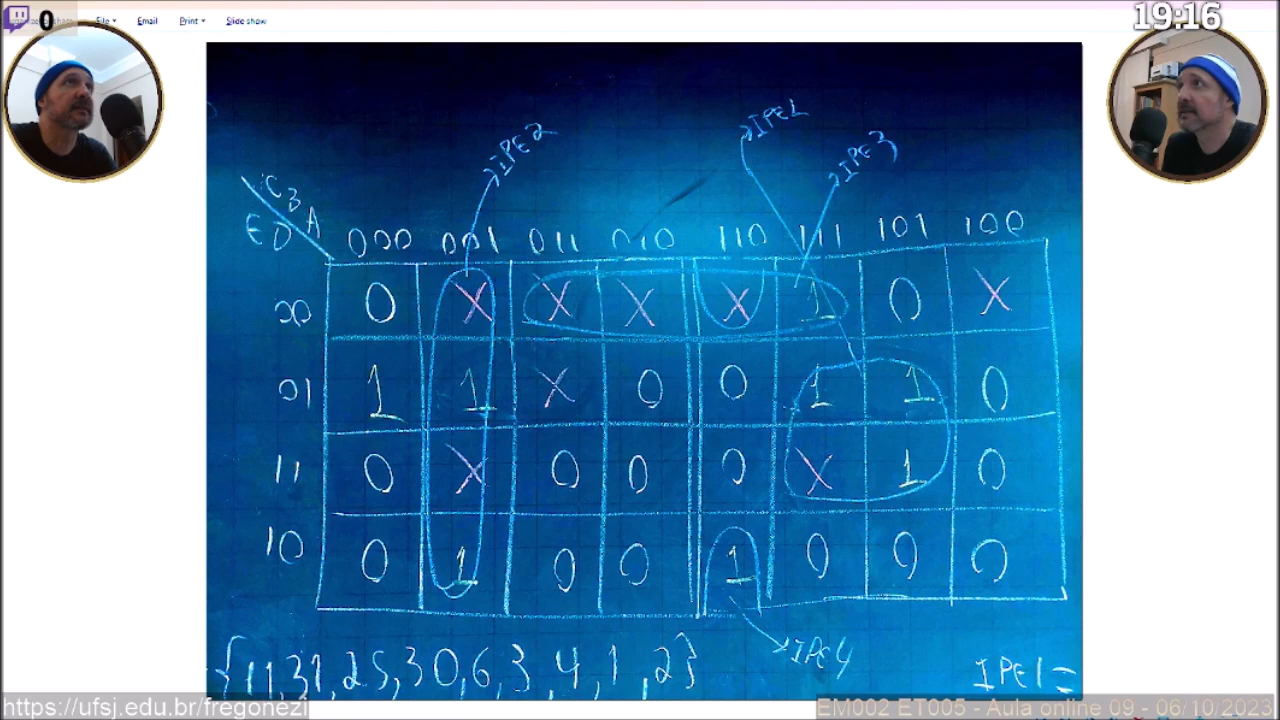 0
File Email Print Slide show
19:16
IPE2
IPE1
IPE3
CBA
ED
000 001 011 010 110 111 101 100
00 0 X X X X 1 0 X
01 1 1 X 0 0 1 1 0
11 0 X 0 0 0 X 1 0
10 0 1 0 0 1 0 0 0
IPE4
{11,31,25,30,6,3,4,1,2}
IPE1=
https://ufsj.edu.br/fregonezi
EM002 ET005 - Aula online 09 - 06/10/2023